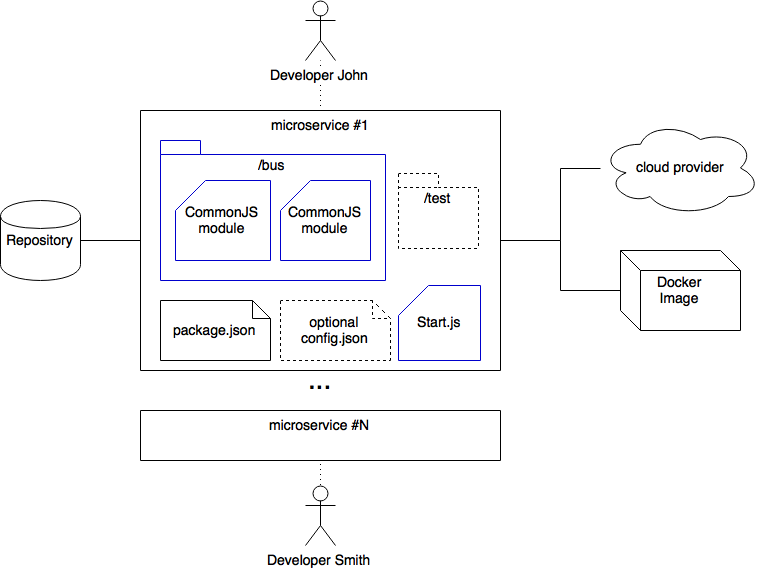 Developer John
microservice #1
/bus
CommonJS
module
CommonJS
module
/test
Repository
cloud provider
Docker
Image
package.json
optional
config.json
Start.js
...
microservice #N
Developer Smith